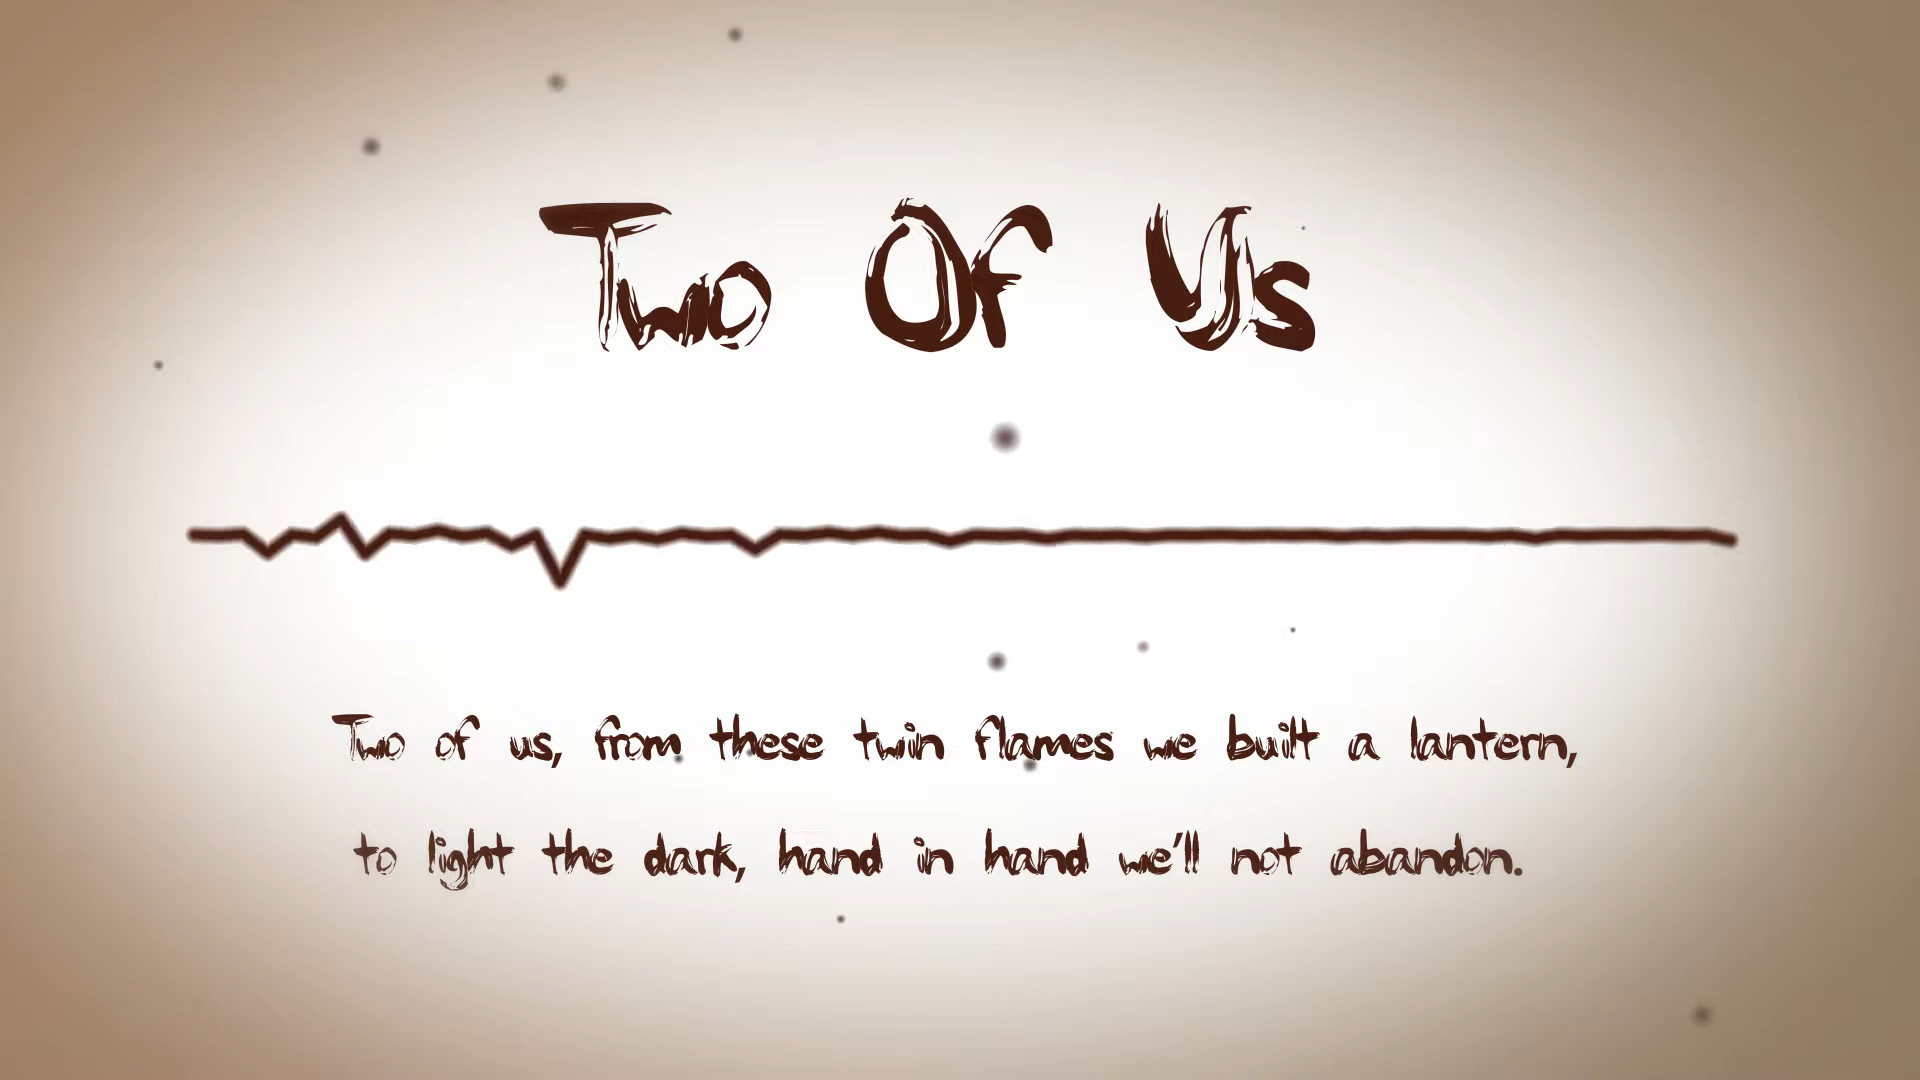 Two Of Us
Two of us, from these twin flames we built a lantern,
to light the dark, hand in hand we'll not abandon.